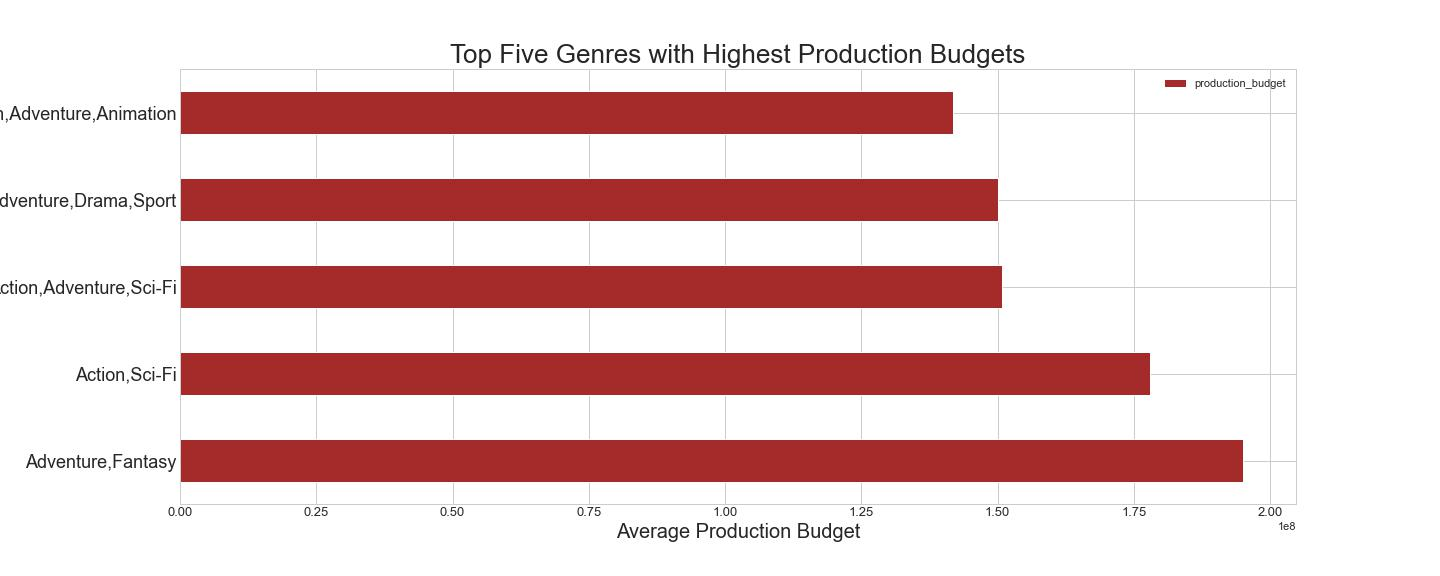 Top Five Genres with Highest Production Budgets
production_budget
n,Adventure,Animation
dventure,Drama,Sport
ction,Adventure,Sci-Fi
Action,Sci-Fi
Adventure,Fantasy
0.00 0.25 0.50 0.75 1.00 1.25 1.50 1.75 2.00
1e8
Average Production Budget